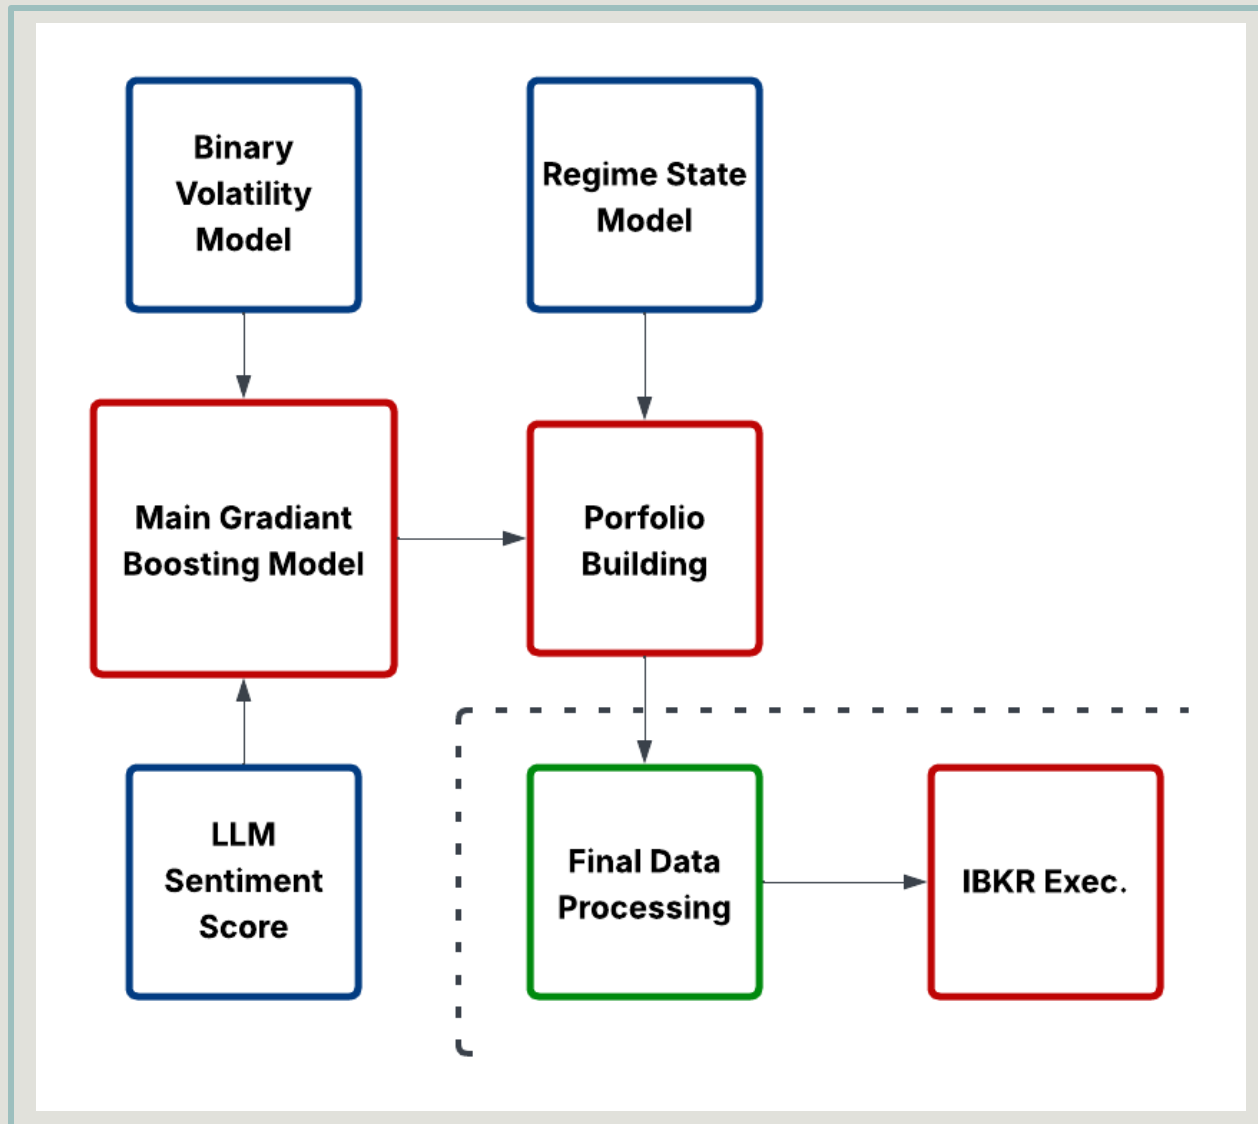 Binary
Volatility
Model
Regime State
Model
Main Gradiant
Boosting Model
Porfolio
Building
LLM
Sentiment
Score
Final Data
Processing
IBKR Exec.